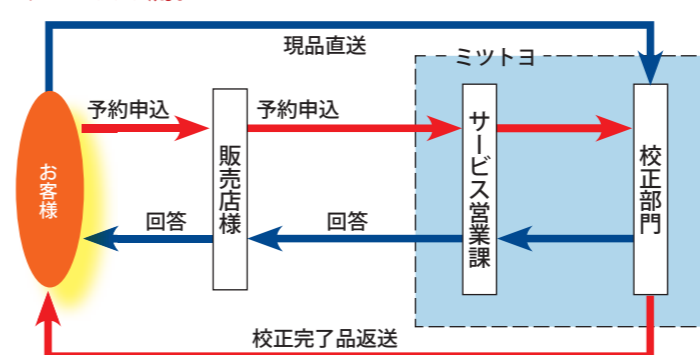 現品直送
ミツトヨ
予約申込
予約申込
お客様
販売店様
サービス営業課
校正部門
回答
回答
校正完了品返送